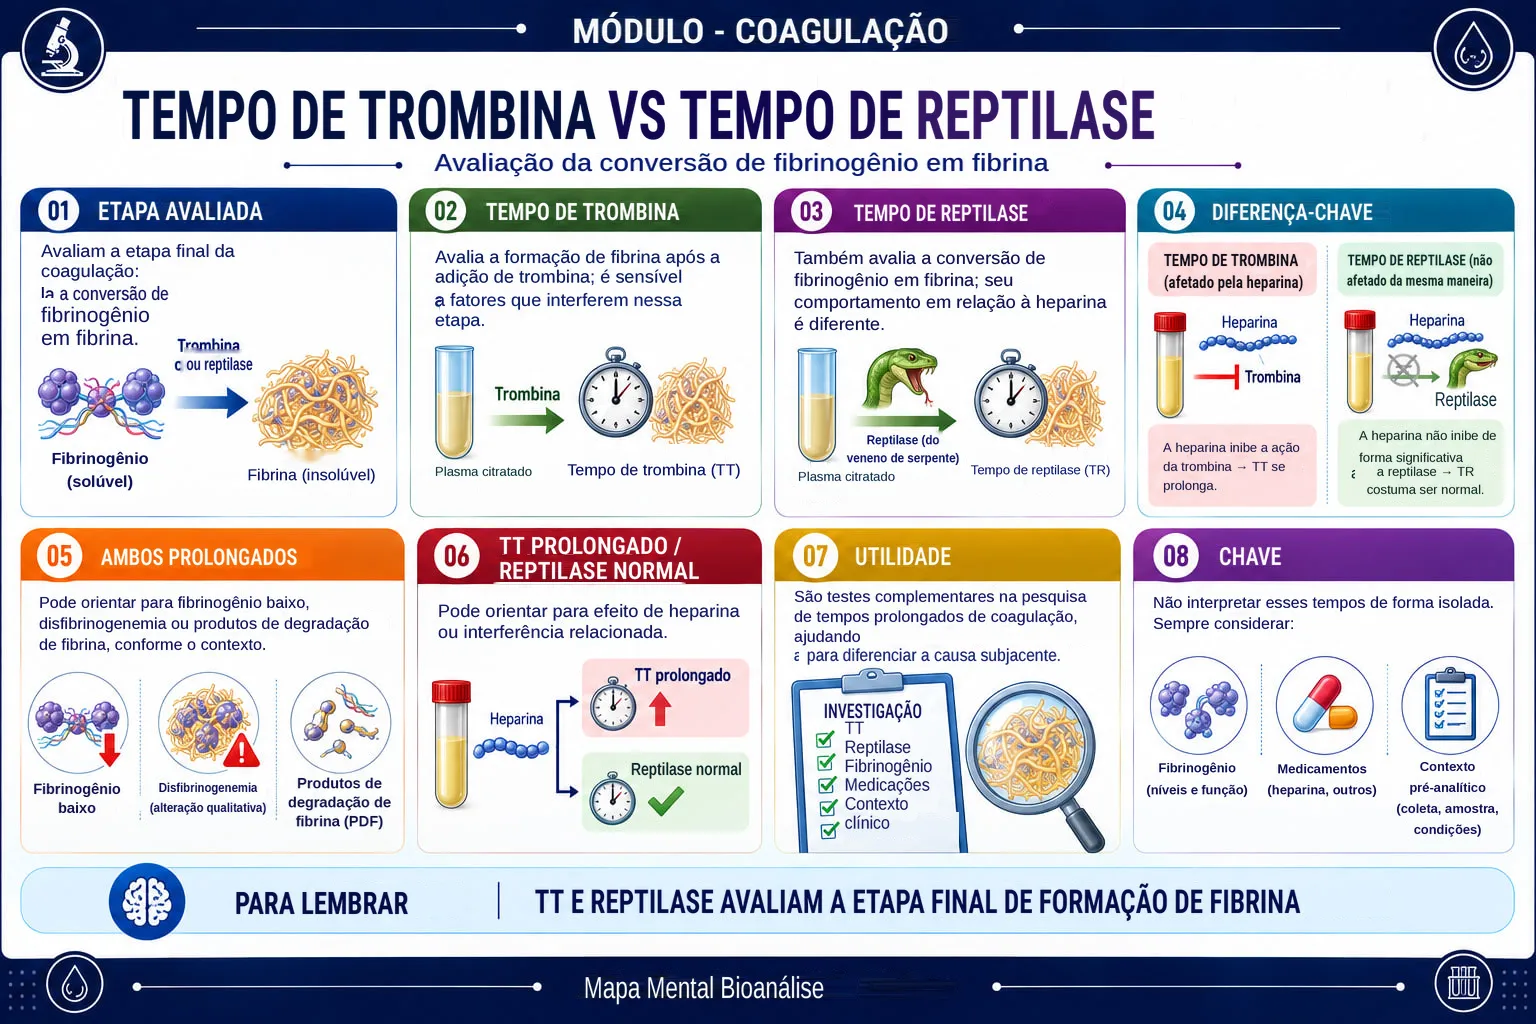 MÓDULO - COAGULAÇÃO
TEMPO DE TROMBINA VS TEMPO DE REPTILASE
Avaliação da conversão de fibrinogênio em fibrina
01 ETAPA AVALIADA
Avaliam a etapa final da
coagulação:
a conversão de
fibrinogênio
em fibrina.
Trombina
ou reptilase
Fibrinogênio
(solúvel)
Fibrina (insolúvel)
02 TEMPO DE TROMBINA
Avalia a formação de fibrina após a
adição de trombina; é sensível
a fatores que interferem nessa
etapa.
Trombina
Plasma citratado
Tempo de trombina (TT)
03 TEMPO DE REPTILASE
Também avalia a conversão de
fibrinogênio em fibrina; seu
comportamento em relação à heparina
é diferente.
Reptilase (do
veneno de serpente)
Plasma citratado
Tempo de reptilase (TR)
04 DIFERENÇA-CHAVE
TEMPO DE TROMBINA
(afetado pela heparina)
Heparina
Trombina
A heparina inibe a ação
da trombina → TT se
prolonga.
TEMPO DE REPTILASE (não
afetado da mesma maneira)
Heparina
Reptilase
A heparina não inibe de
forma significativa
a reptilase → TR
costuma ser normal.
05 AMBOS PROLONGADOS
Pode orientar para fibrinogênio baixo,
disfibrinogenemia ou produtos de degradação
de fibrina, conforme o contexto.
Fibrinogênio
baixo
Disfibrinogenemia
(alteração qualitativa)
Produtos de
degradação de
fibrina (PDF)
06 TT PROLONGADO /
REPTILASE NORMAL
Pode orientar para efeito de heparina
ou interferência relacionada.
Heparina
TT prolongado
Reptilase normal
07 UTILIDADE
São testes complementares na pesquisa
de tempos prolongados de coagulação,
ajudando
a para diferenciar a causa subjacente.
INVESTIGAÇÃO
TT
Reptilase
Fibrinogênio
Medicações
Contexto
clínico
08 CHAVE
Não interpretar esses tempos de forma isolada.
Sempre considerar:
Fibrinogênio
(níveis e função)
Medicamentos
(heparina, outros)
Contexto
pré-analítico
(coleta, amostra,
condições)
PARA LEMBRAR
TT E REPTILASE AVALIAM A ETAPA FINAL DE FORMAÇÃO DE FIBRINA
Mapa Mental Bioanálise